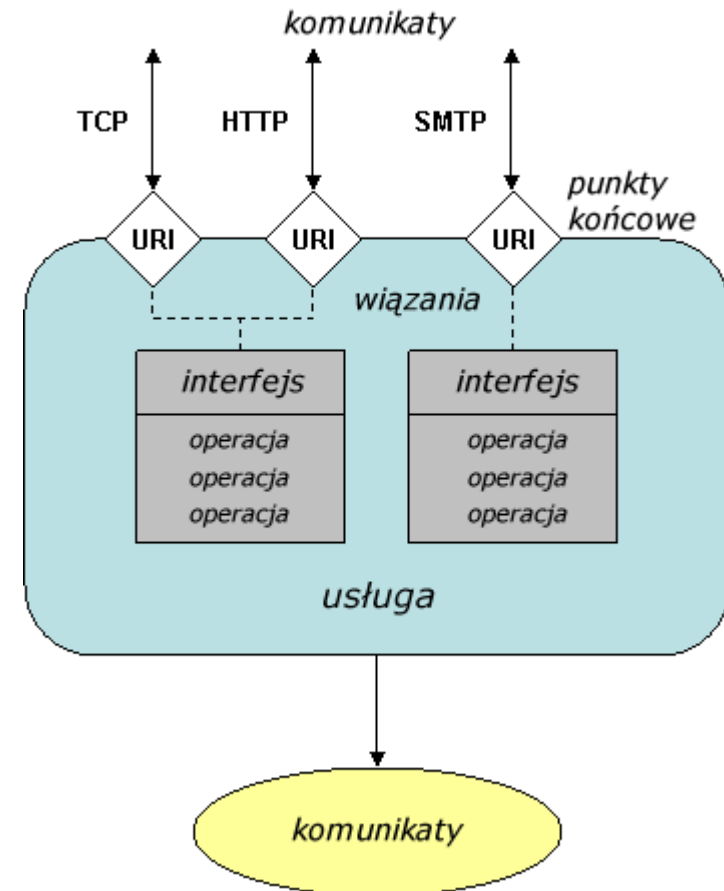 komunikaty
TCP HTTP SMTP
punkty
końcowe
URI URI URI
wiązania
interfejs interfejs
operacja operacja
operacja operacja
operacja operacja
usługa
komunikaty